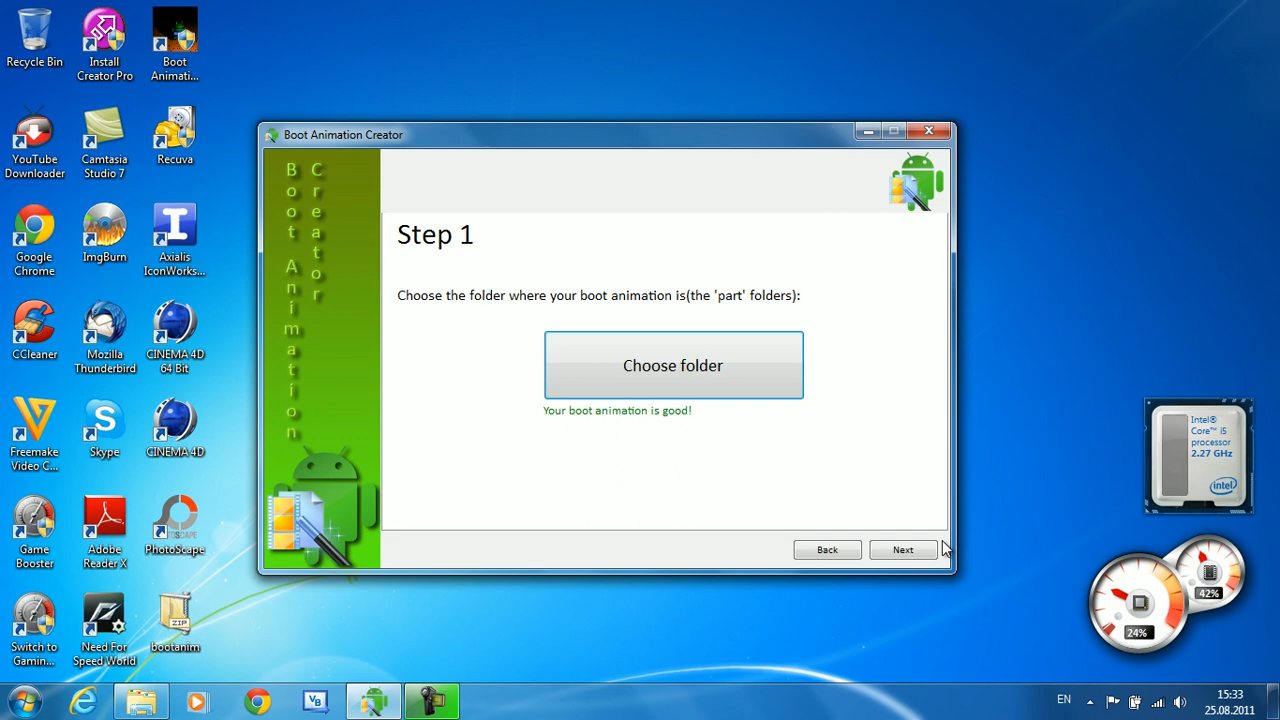 Recycle Bin
Install
Creator Pro
Boot
Animati...
YouTube
Downloader
Camtasia
Studio 7
Recuva
Google
Chrome
ImgBurn
Axialis
IconWorks...
CCleaner
Mozilla
Thunderbird
CINEMA 4D
64 Bit
Freemake
Video C...
Skype
CINEMA 4D
Game
Booster
Adobe
Reader X
PhotoScape
Switch to
Gamin...
Need For
Speed World
ZIP
bootanim
Boot Animation Creator
Boot Animation
Creator
Step 1
Choose the folder where your boot animation is(the 'part' folders):
Choose folder
Your boot animation is good!
Back
Next
Intel®
Core™ i5
processor
2.27 GHz
intel
42%
24%
VB
EN
15:33
25.08.2011